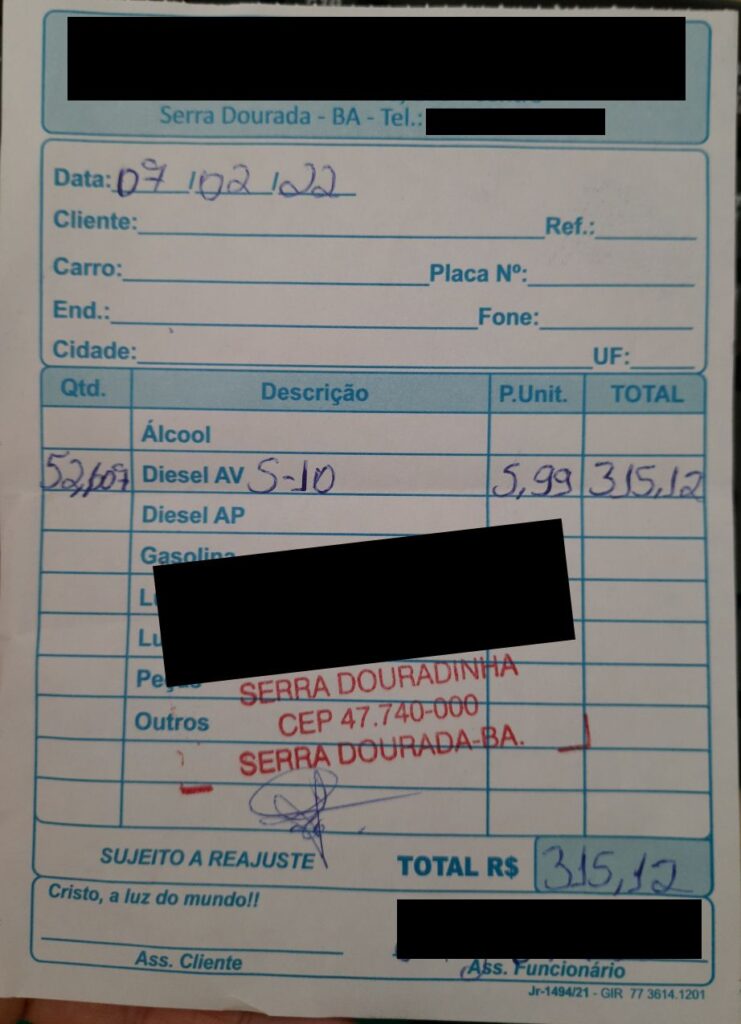 Serra Dourada - BA - Tel.:
Data: 07/02/22
Cliente: Ref.:
Carro: Placa Nº:
End.: Fone:
Cidade: UF:
Qtd. Descrição P.Unit. TOTAL
Álcool
52,607 Diesel AV S-10 5,99 315,12
Diesel AP
Gasolina
Outros
SERRA DOURADINHA
CEP 47.740-000
SERRA DOURADA-BA.
SUJEITO A REAJUSTE TOTAL R$ 315,12
Cristo, a luz do mundo!!
Ass. Cliente Ass. Funcionário
Jr-1494/21 - GIR 77 3614.1201